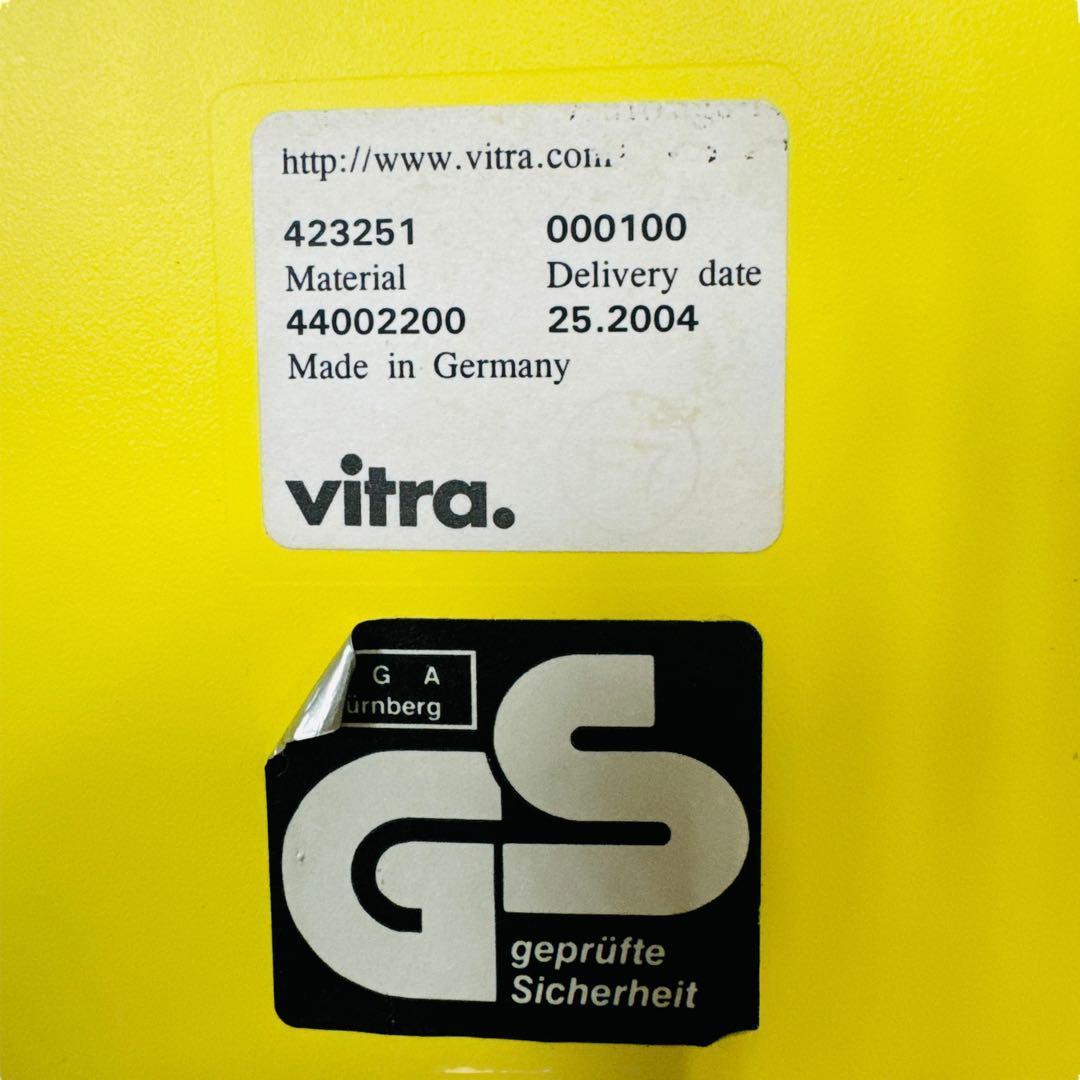 http://www.vitra.com
423251 000100
Material Delivery date
44002200 25.2004
Made in Germany
vitra.
G A
ürnberg
GS
geprüfte
Sicherheit